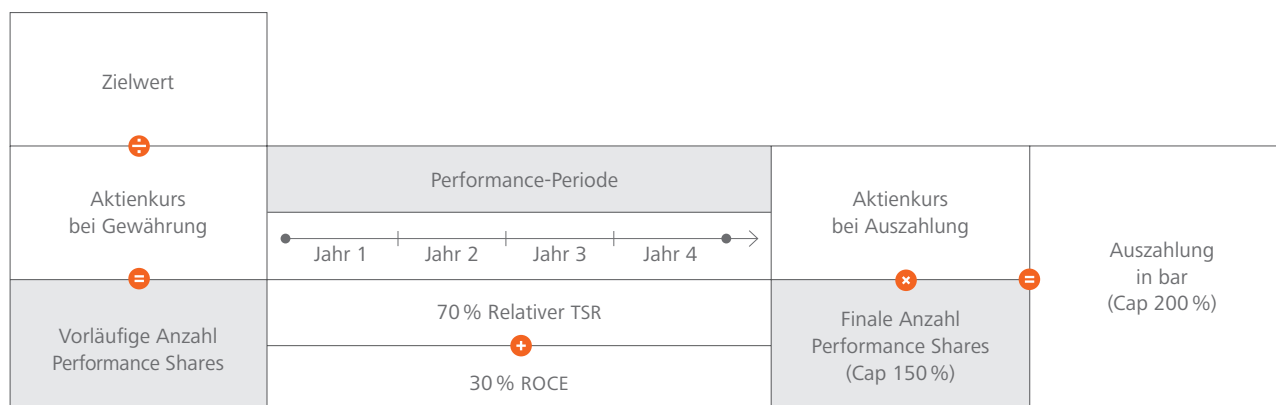 Zielwert
÷
Aktienkurs
bei Gewährung
=
Vorläufige Anzahl
Performance Shares
Performance-Periode
Jahr 1
Jahr 2
Jahr 3
Jahr 4
70 % Relativer TSR
+
30 % ROCE
Aktienkurs
bei Auszahlung
×
Finale Anzahl
Performance Shares
(Cap 150 %)
=
Auszahlung
in bar
(Cap 200 %)